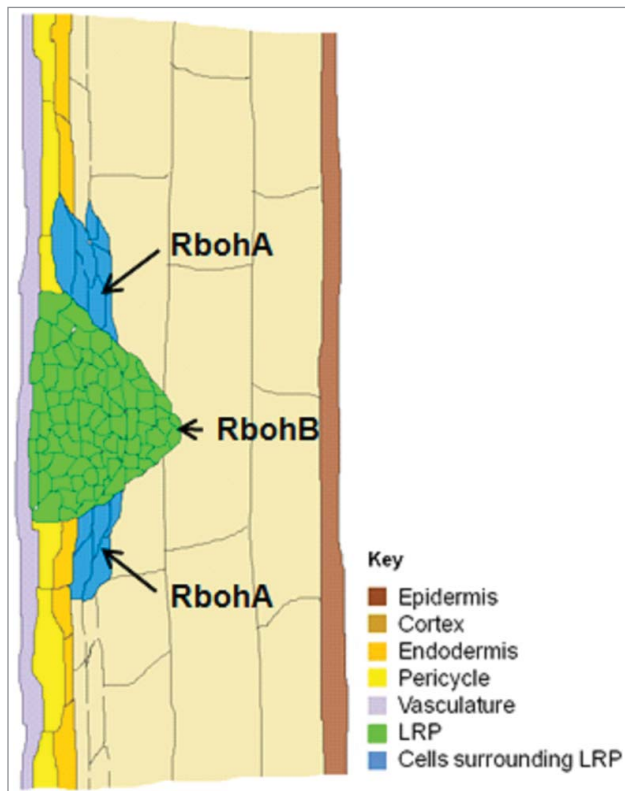 RbohA
RbohB
RbohA
Key
Epidermis
Cortex
Endodermis
Pericycle
Vasculature
LRP
Cells surrounding LRP